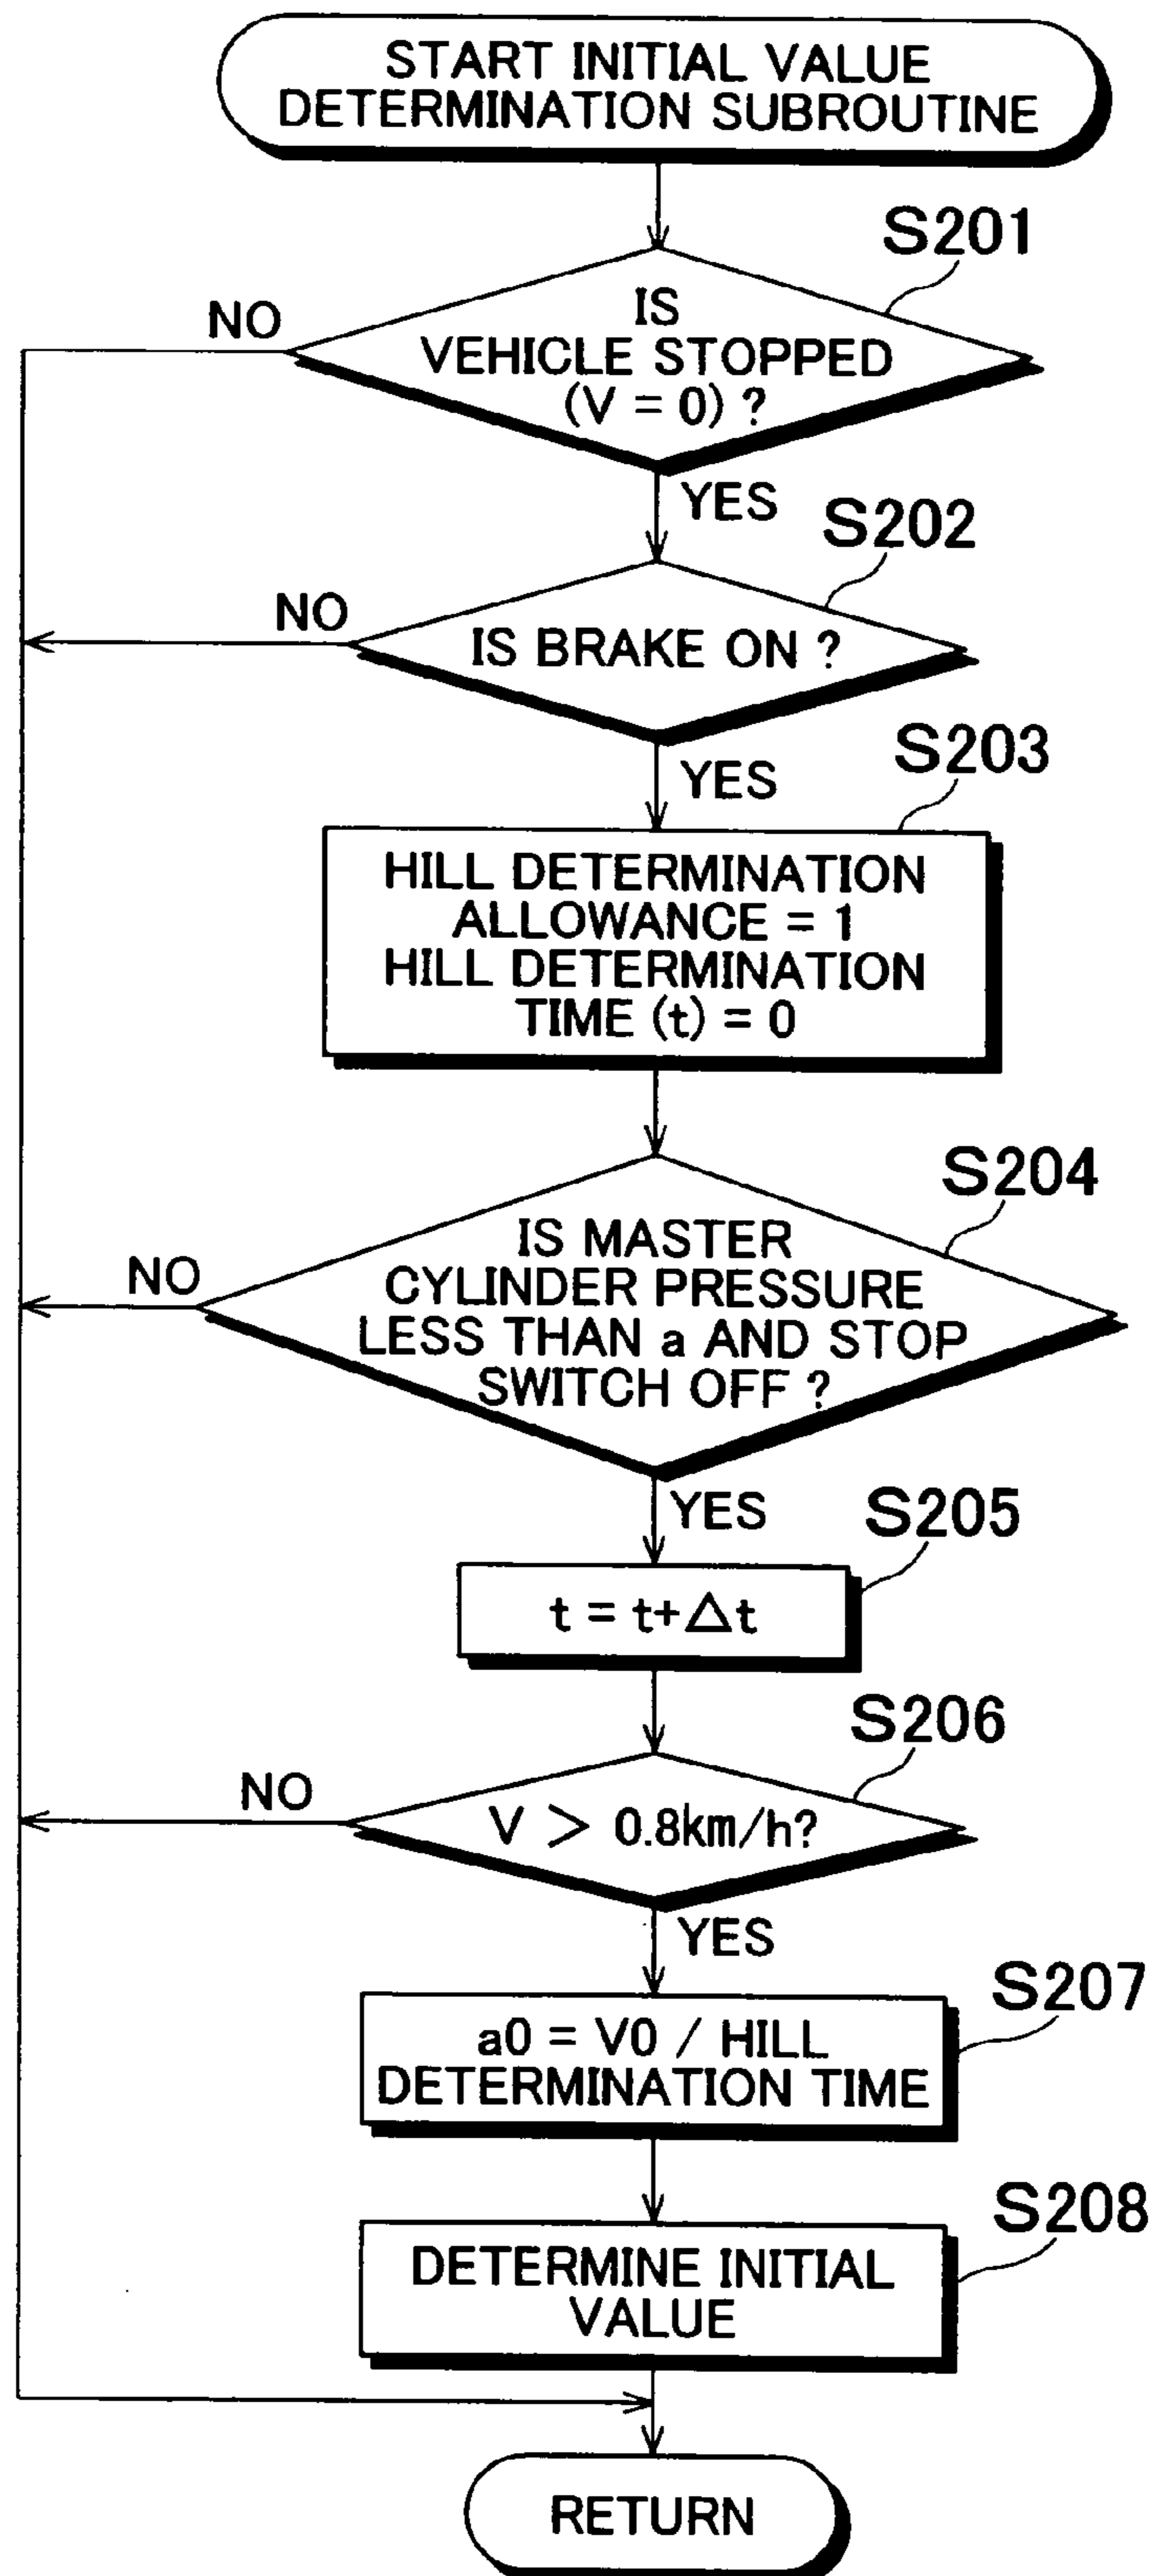 START INITIAL VALUE
DETERMINATION SUBROUTINE
S201
NO
IS
VEHICLE STOPPED
(V = 0) ?
YES
S202
NO
IS BRAKE ON ?
YES
S203
HILL DETERMINATION
ALLOWANCE = 1
HILL DETERMINATION
TIME (t) = 0
S204
NO
IS MASTER
CYLINDER PRESSURE
LESS THAN a AND STOP
SWITCH OFF ?
YES
S205
t = t+△t
S206
NO
V > 0.8km/h?
YES
S207
a0 = V0 / HILL
DETERMINATION TIME
S208
DETERMINE INITIAL
VALUE
RETURN